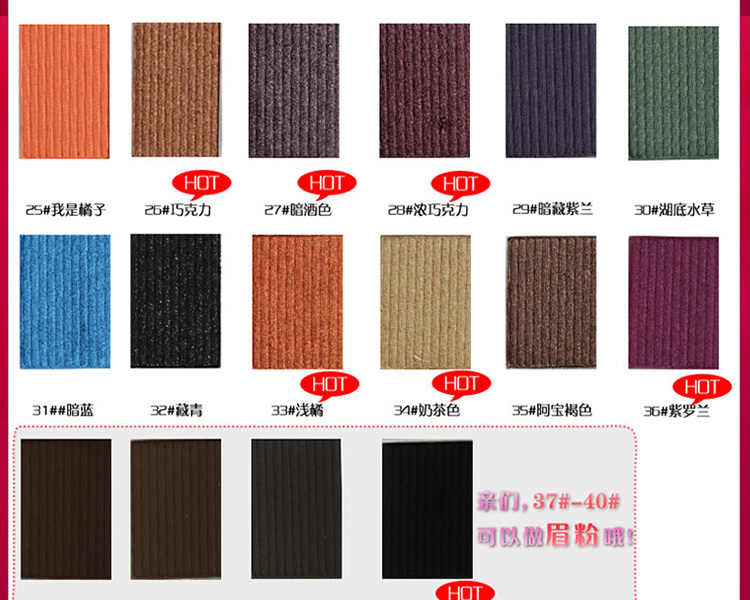 HOT HOT HOT
25#我是橘子 26#巧克力 27#暗酒色 28#浓巧克力 29#暗藏紫兰 30#湖底水草
HOT HOT HOT
31##暗蓝 32#藏青 33#浅橘 34#奶茶色 35#阿宝褐色 36#紫罗兰
亲们,37#-40#
可以做眉粉哦!
HOT